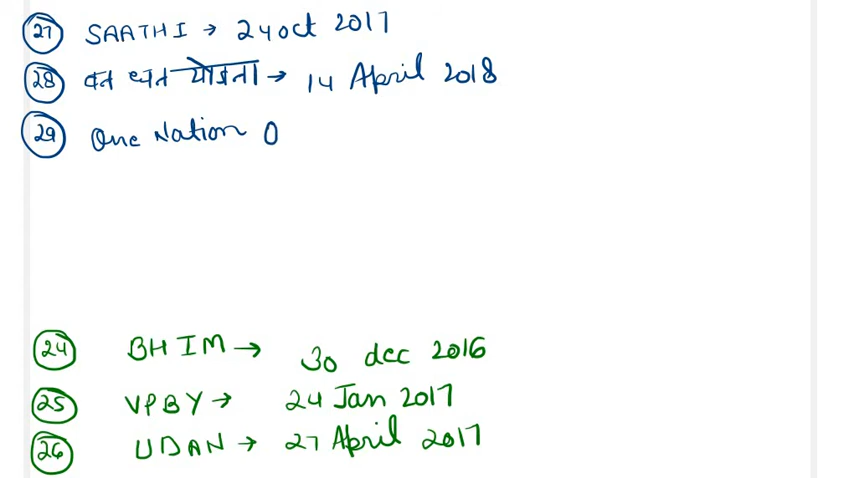 27 SAATHI → 24 oct 2017
28 वन धन योजना → 14 April 2018
29 One Nation O
24 BHIM → 30 dec 2016
25 VPBY → 24 Jan 2017
26 UDAN → 27 April 2017